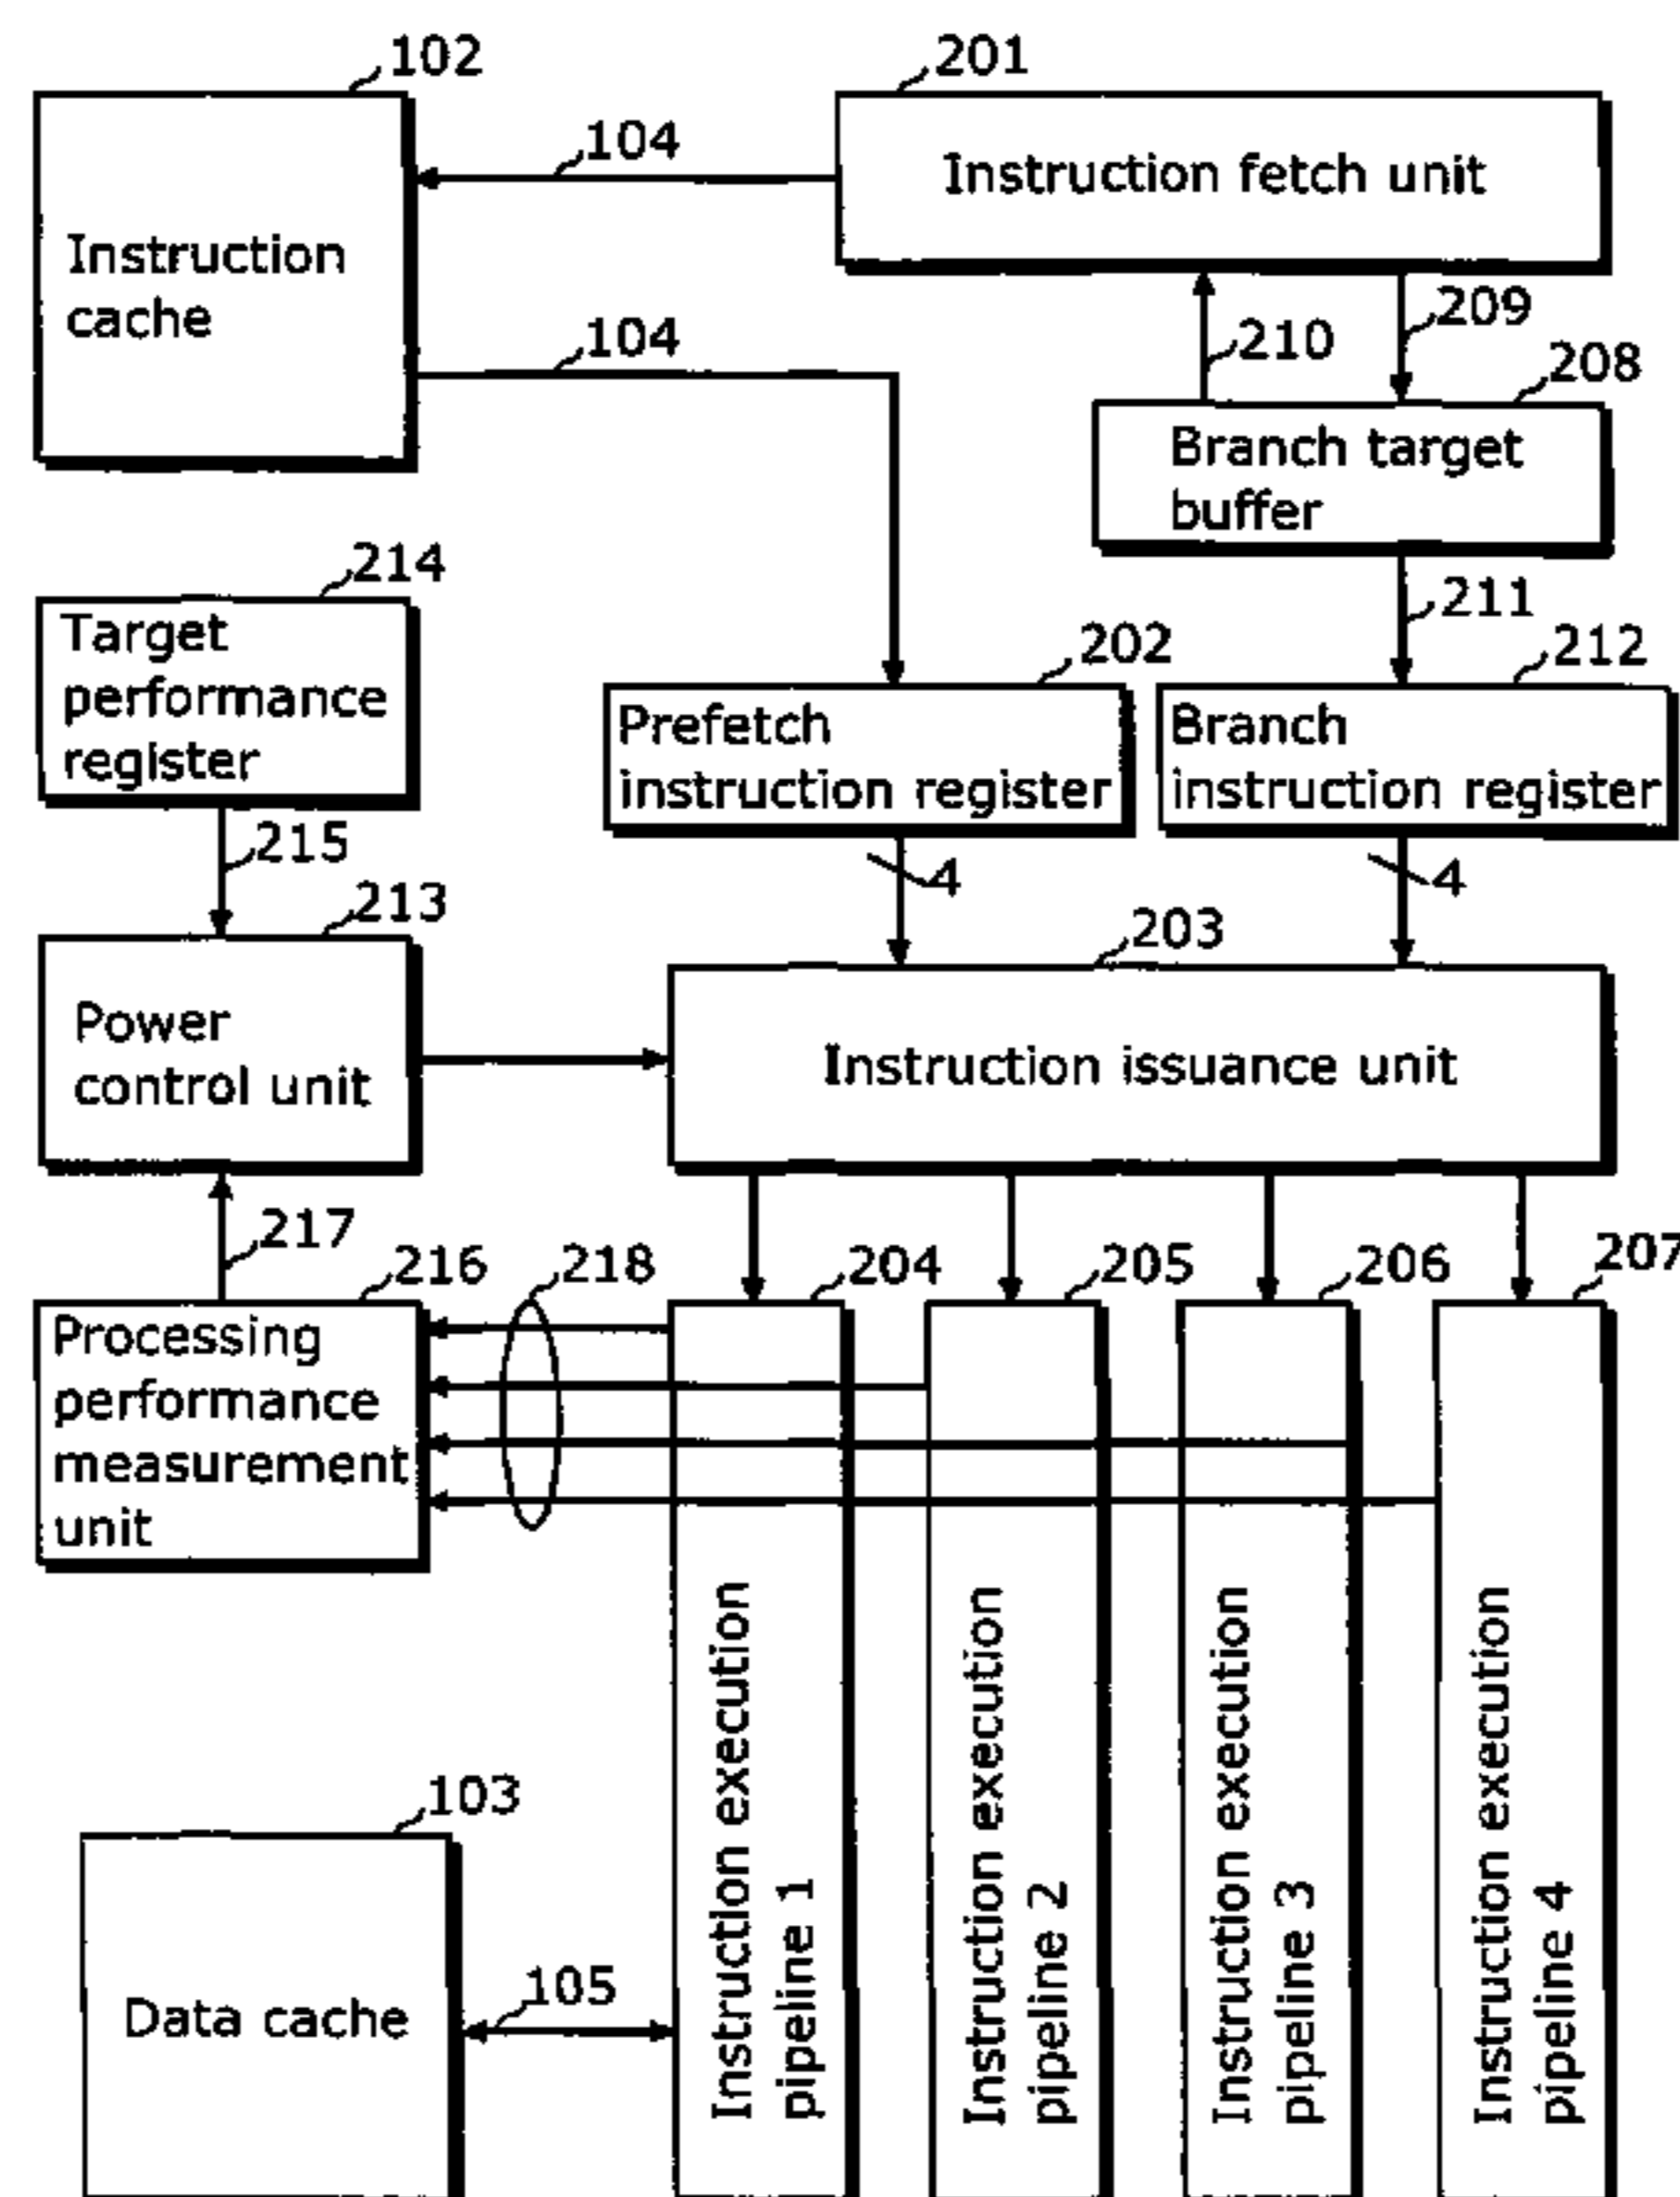 102
201
104
Instruction fetch unit
Instruction
cache
104
210
209
208
Branch target
buffer
214
211
Target
performance
register
202
212
Prefetch
instruction register
Branch
instruction register
215
4
4
213
203
Power
control unit
Instruction issuance unit
217
216
218
204
205
206
207
Processing
performance
measurement
unit
Instruction execution
pipeline 1
Instruction execution
pipeline 2
Instruction execution
pipeline 3
Instruction execution
pipeline 4
103
105
Data cache